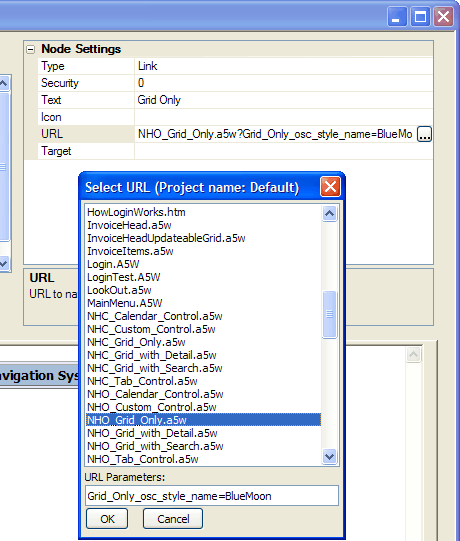 Node Settings
Type Link
Security 0
Text Grid Only
Icon
URL NHO_Grid_Only.a5w?Grid_Only_osc_style_name=BlueMo ...
Target
Select URL (Project name: Default)
HowLoginWorks.htm
InvoiceHead.a5w
InvoiceHeadUpdateableGrid.a5w
InvoiceItems.a5w
Login.A5W
LoginTest.A5W
LookOut.a5w
MainMenu.A5W
NHC_Calendar_Control.a5w
NHC_Custom_Control.a5w
NHC_Grid_Only.a5w
NHC_Grid_with_Detail.a5w
NHC_Grid_with_Search.a5w
NHC_Tab_Control.a5w
NHO_Calendar_Control.a5w
NHO_Custom_Control.a5w
NHO_Grid_Only.a5w
NHO_Grid_with_Detail.a5w
NHO_Grid_with_Search.a5w
NHO_Tab_Control.a5w
URL Parameters:
Grid_Only_osc_style_name=BlueMoon
OK Cancel
URL
URL to na
avigation Sys